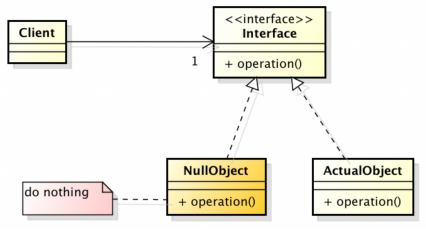 Client
<<interface>>
Interface
1
+ operation()
NullObject
ActualObject
do nothing
+ operation()
+ operation()